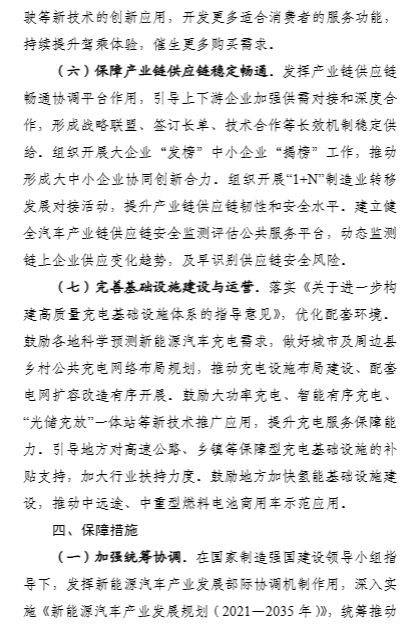 驶等新技术的创新应用，开发更多适合消费者的服务功能，
持续提升驾乘体验，催生更多购买需求。
（六）保障产业链供应链稳定畅通。发挥产业链供应链
畅通协调平台作用，引导上下游企业加强供需对接和深度合
作，形成战略联盟、签订长单、技术合作等长效机制稳定供
给。组织开展大企业“发榜”中小企业“揭榜”工作，推动
形成大中小企业协同创新合力。组织开展“1+N”制造业转移
发展对接活动，提升产业链供应链韧性和安全水平。建立健
全汽车产业链供应链安全监测评估公共服务平台，动态监测
链上企业供应变化趋势，及早识别供应链安全风险。
（七）完善基础设施建设与运营。落实《关于进一步构
建高质量充电基础设施体系的指导意见》，优化配套环境。
鼓励各地科学预测新能源汽车充电需求，做好城市及周边县
乡村公共充电网络布局规划，推动充电设施布局建设、配套
电网扩容改造有序开展。鼓励大功率充电、智能有序充电、
“光储充放”一体站等新技术推广应用，提升充电服务保障能
力。引导地方对高速公路、乡镇等保障型充电基础设施的补
贴支持，加大行业扶持力度。鼓励地方加快氢能基础设施建
设，推动中远途、中重型燃料电池商用车示范应用。
四、保障措施
（一）加强统筹协调。在国家制造强国建设领导小组指
导下，发挥新能源汽车产业发展部际协调机制作用，深入实
施《新能源汽车产业发展规划（2021—2035 年）》，统筹推动